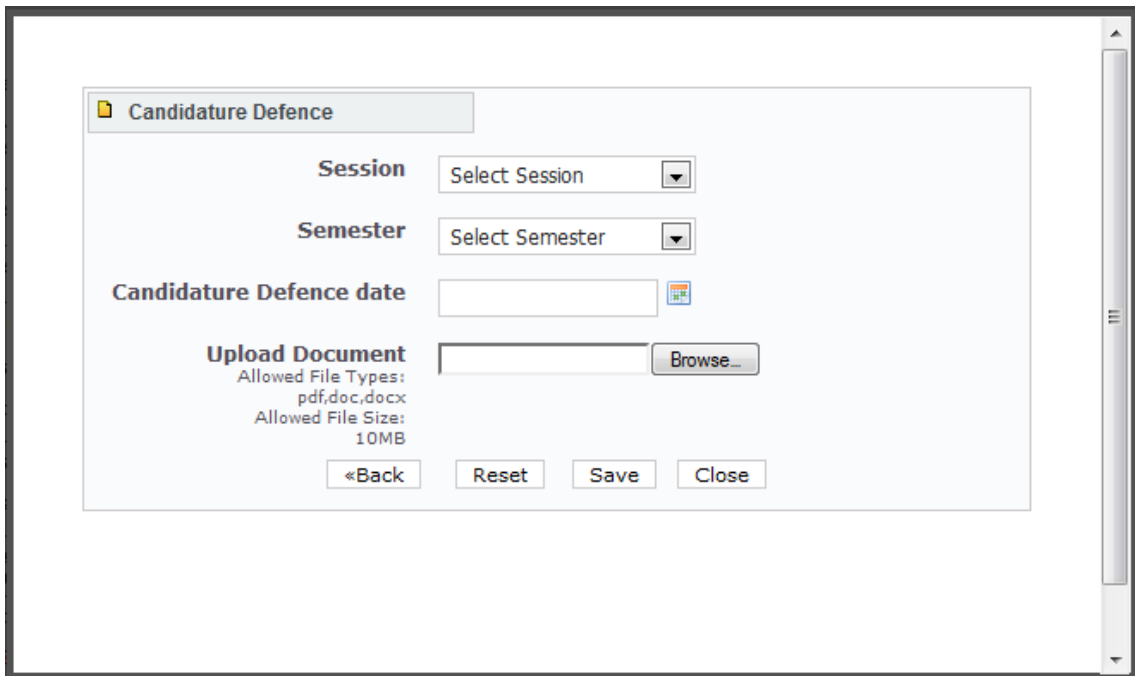 Candidature Defence
Session
Select Session
Semester
Select Semester
Candidature Defence date
Upload Document
Browse...
Allowed File Types:
pdf,doc,docx
Allowed File Size:
10MB
«Back
Reset
Save
Close